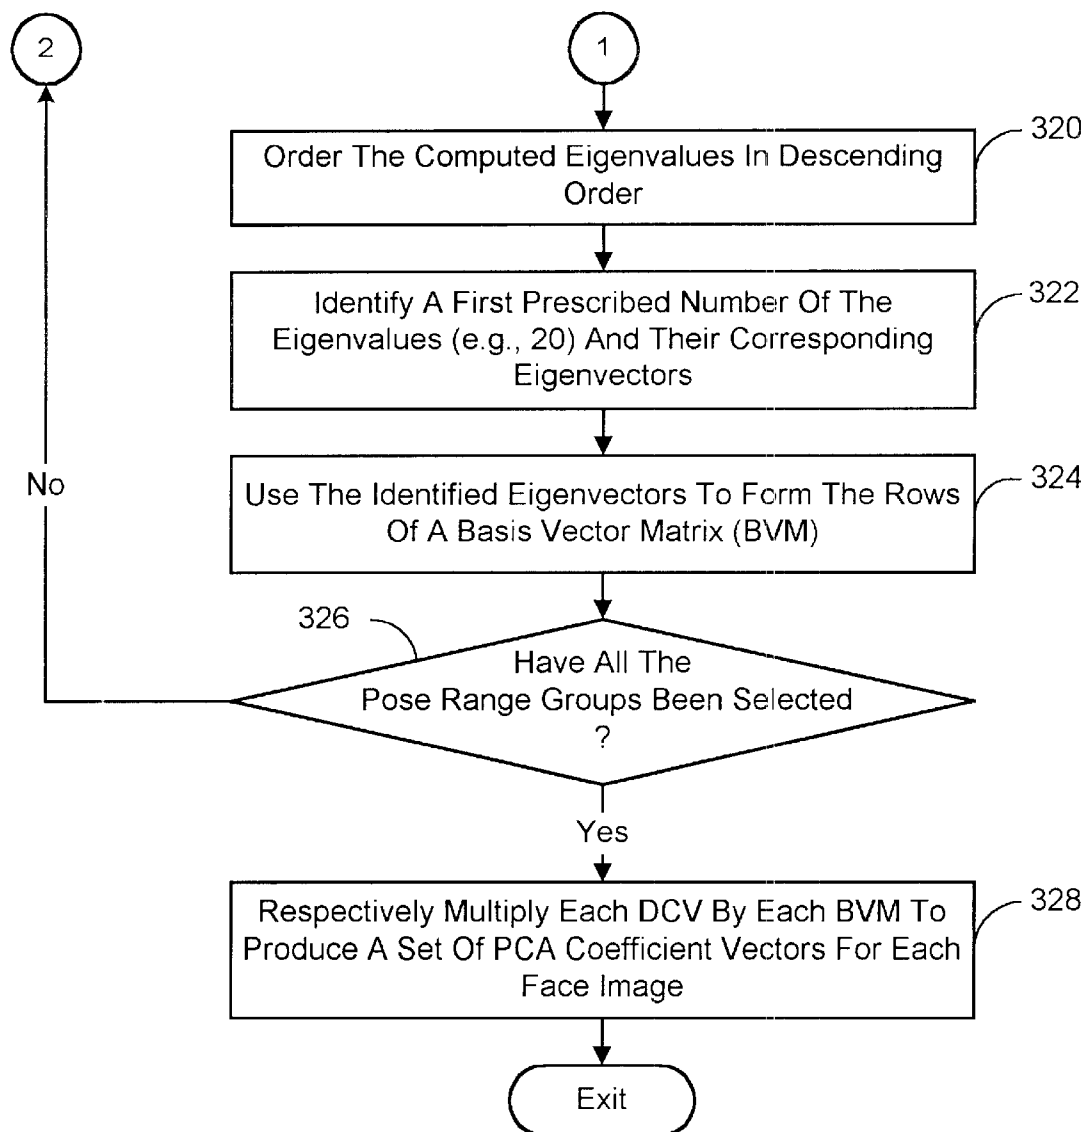 2
1
320
Order The Computed Eigenvalues In Descending
Order
322
Identify A First Prescribed Number Of The
Eigenvalues (e.g., 20) And Their Corresponding
Eigenvectors
No
324
Use The Identified Eigenvectors To Form The Rows
Of A Basis Vector Matrix (BVM)
326
Have All The
Pose Range Groups Been Selected
?
Yes
328
Respectively Multiply Each DCV By Each BVM To
Produce A Set Of PCA Coefficient Vectors For Each
Face Image
Exit